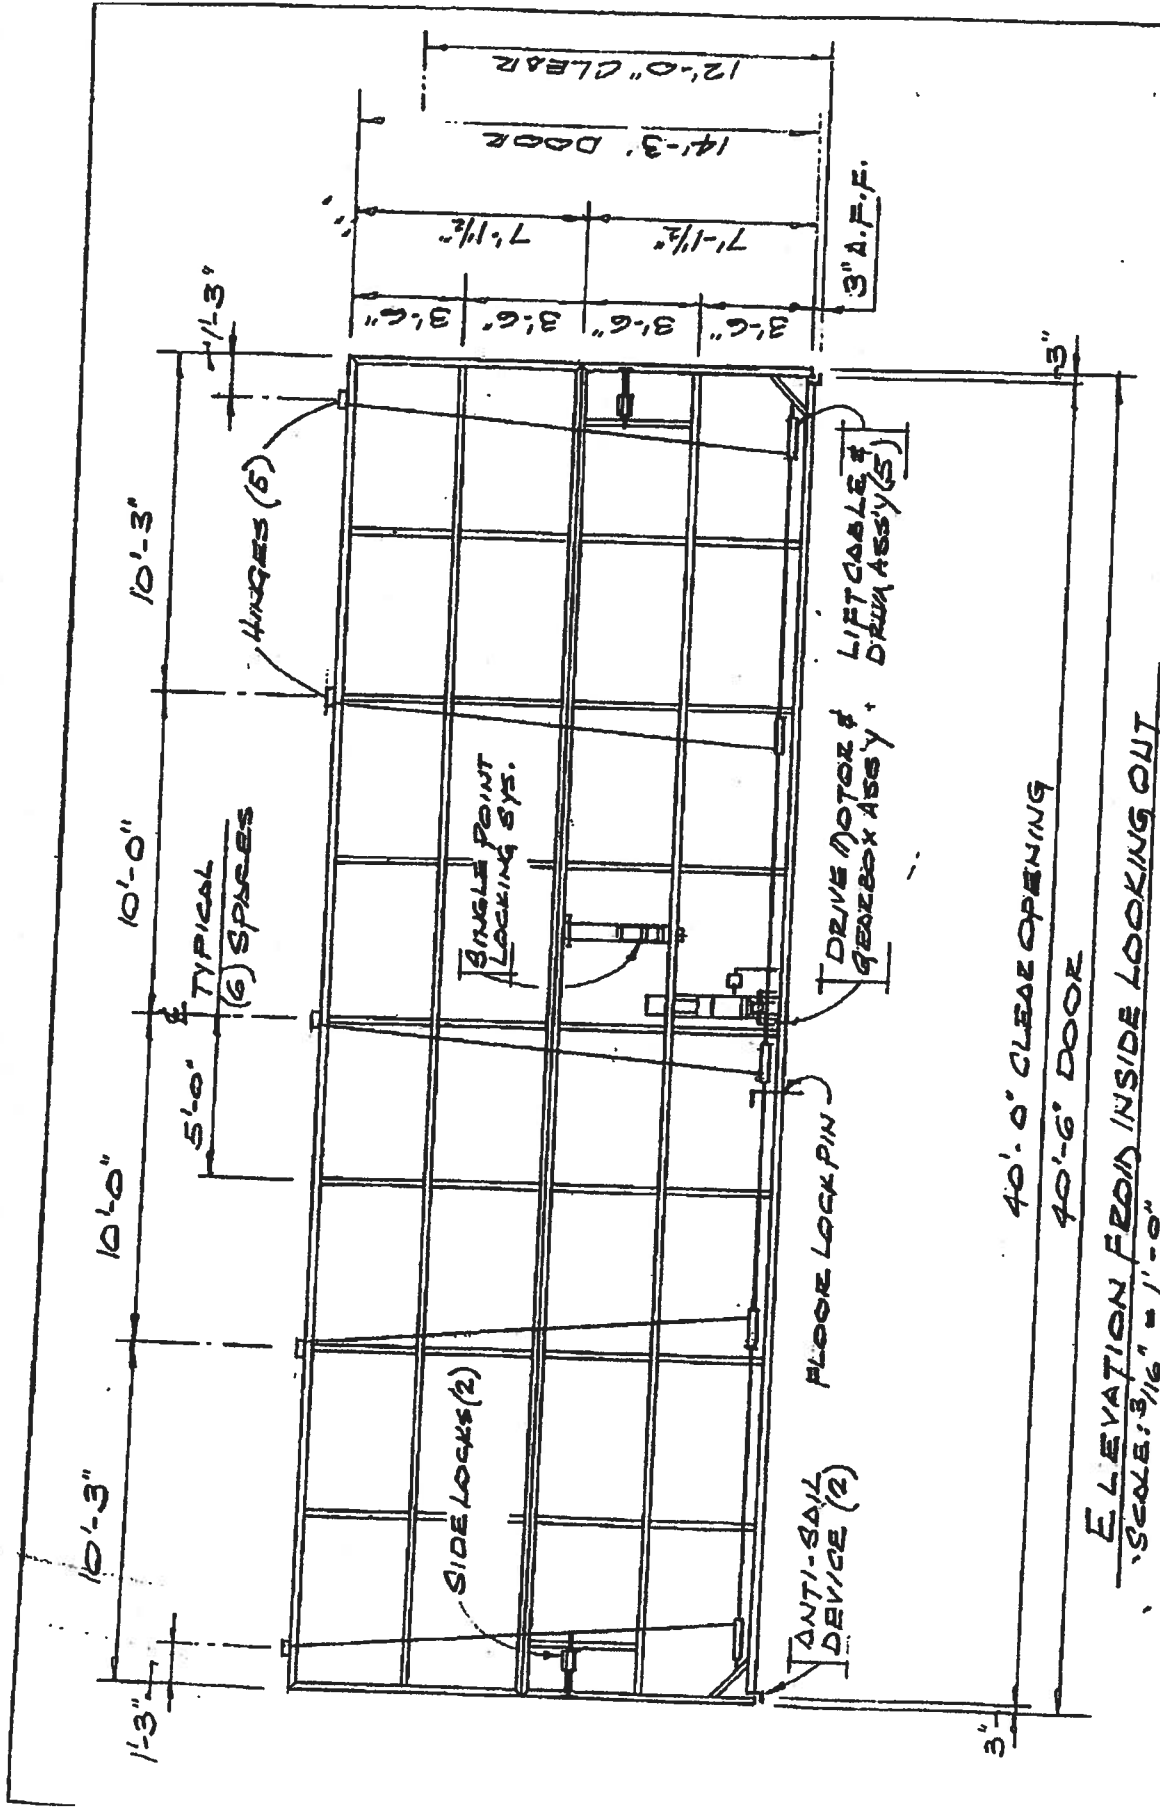 1'-3"
10'-3"
10'-0"
10'-0"
10'-3"
1'-3"
5'-0"
TYPICAL
(6) SPACES
℄
HINGES (5)
SIDE LOCKS (2)
SINGLE POINT
LOCKING SYS.
3'-6"
3'-6"
3'-6"
3'-6"
7'-1½"
7'-1½"
14'-3" DOOR
12'-0" CLEAR
3" A.F.F.
ANTI-SAIL
DEVICE (2)
FLOOR LOCK PIN
DRIVE MOTOR &
GEARBOX ASS'Y
LIFT CABLE &
ASS'Y (5)
3"
40'-0" CLEAR OPENING
3"
40'-6" DOOR
ELEVATION FROM INSIDE LOOKING OUT
SCALE: 3/16" = 1'-0"